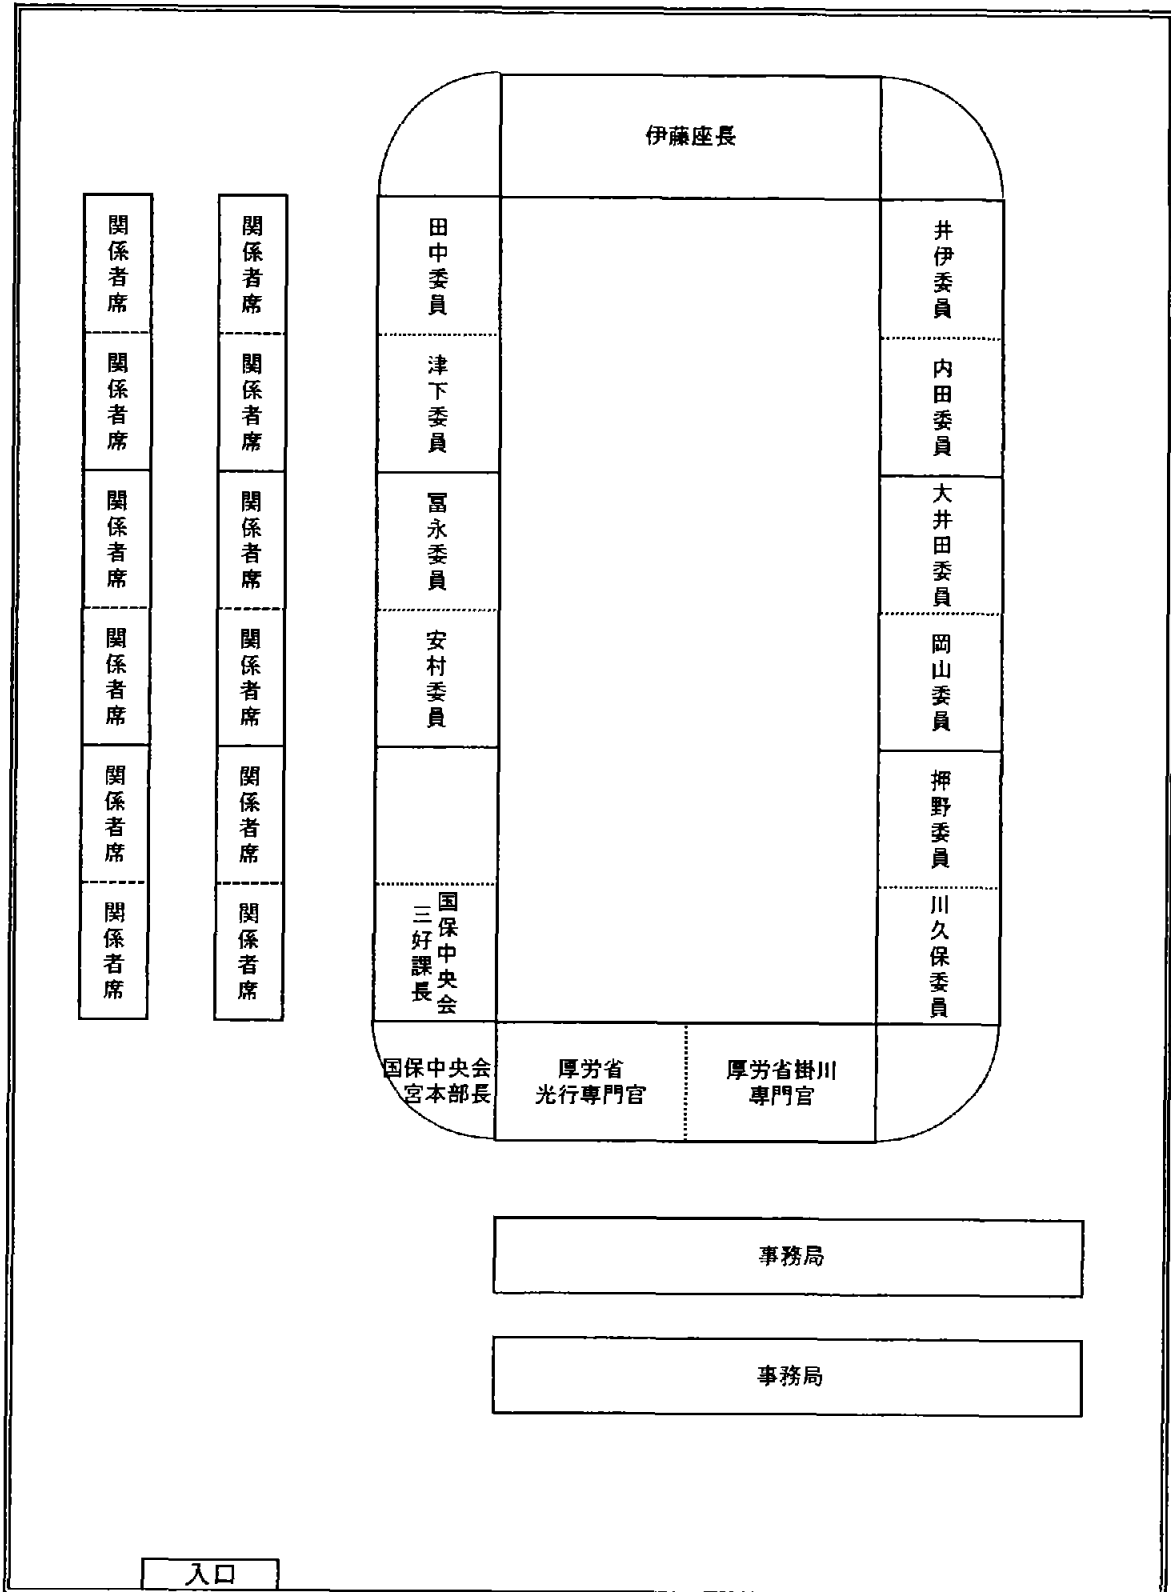 伊藤座長
関係者席
関係者席
関係者席
関係者席
関係者席
関係者席
関係者席
関係者席
関係者席
関係者席
関係者席
関係者席
田中委員
津下委員
冨永委員
安村委員
国保中央会
三好課長
井伊委員
内田委員
大井田委員
岡山委員
押野委員
川久保委員
国保中央会
宮本部長
厚労省
光行専門官
厚労省掛川
専門官
事務局
事務局
入口